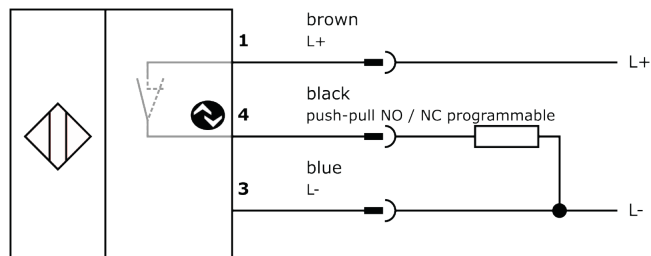 brown
1 L+
L+
black
4 push-pull NO / NC programmable
blue
3 L-
L-